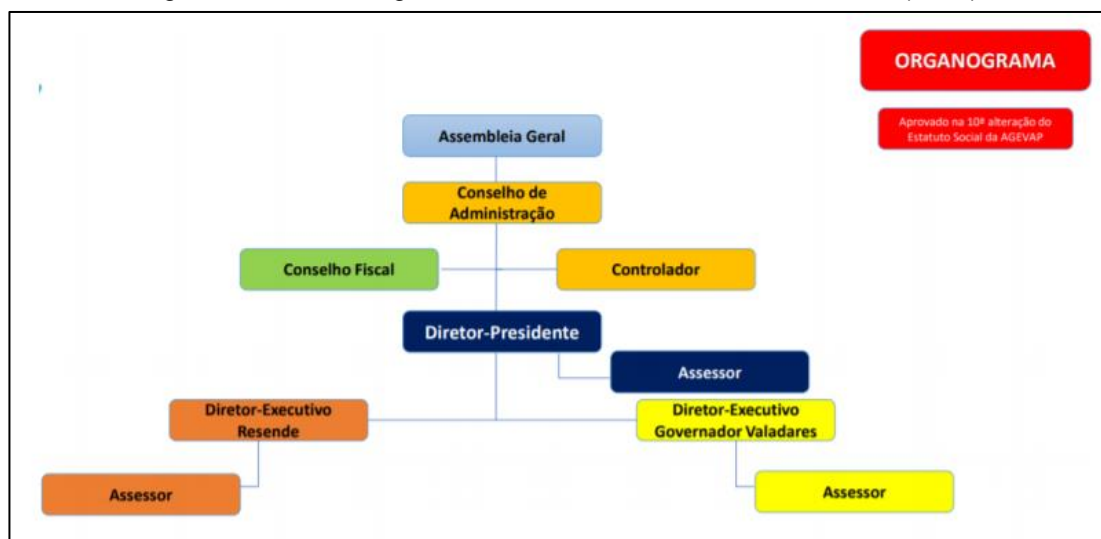 ORGANOGRAMA
Aprovado na 10ª alteração do
Estatuto Social da AGEVAP
Assembleia Geral
Conselho de
Administração
Conselho Fiscal
Controlador
Diretor-Presidente
Assessor
Diretor-Executivo
Resende
Diretor-Executivo
Governador Valadares
Assessor
Assessor